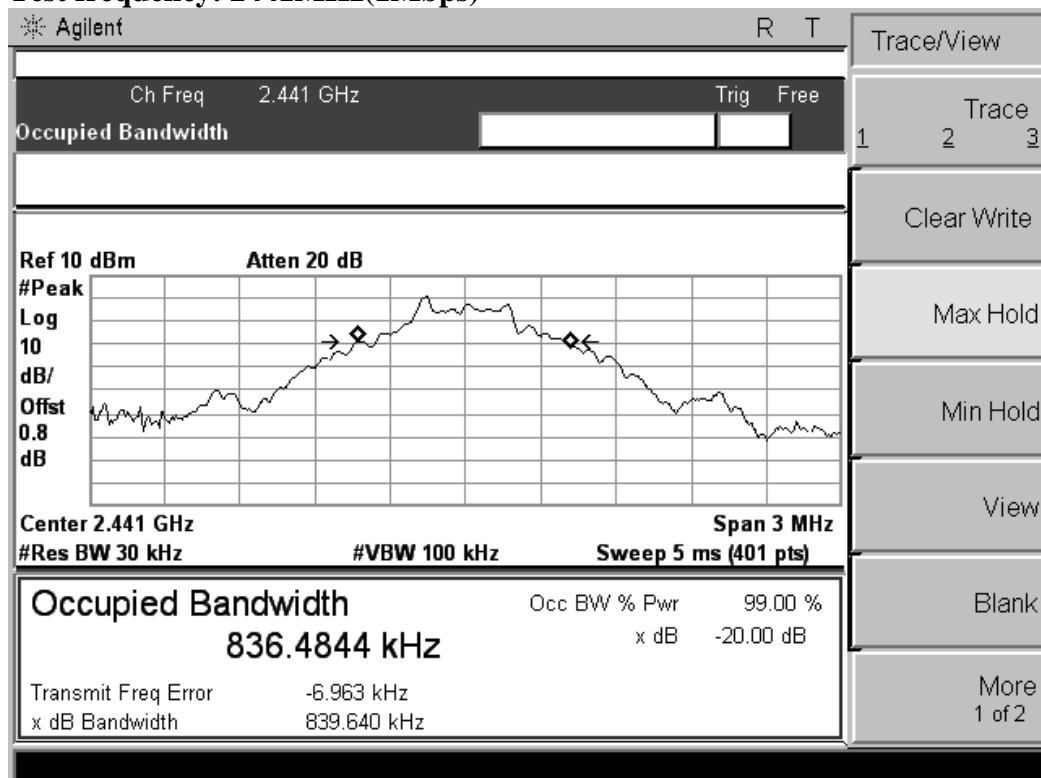 Test frequency: 2441MHz(1Mbps)
Agilent R T
Trace/View
Ch Freq 2.441 GHz Trig Free
Occupied Bandwidth
Trace
1 2 3
Clear Write
Max Hold
Min Hold
View
Blank
More
1 of 2
Ref 10 dBm Atten 20 dB
#Peak
Log
10
dB/
Offst
0.8
dB
Center 2.441 GHz Span 3 MHz
#Res BW 30 kHz #VBW 100 kHz Sweep 5 ms (401 pts)
Occupied Bandwidth
836.4844 kHz
Occ BW % Pwr 99.00 %
x dB -20.00 dB
Transmit Freq Error -6.963 kHz
x dB Bandwidth 839.640 kHz